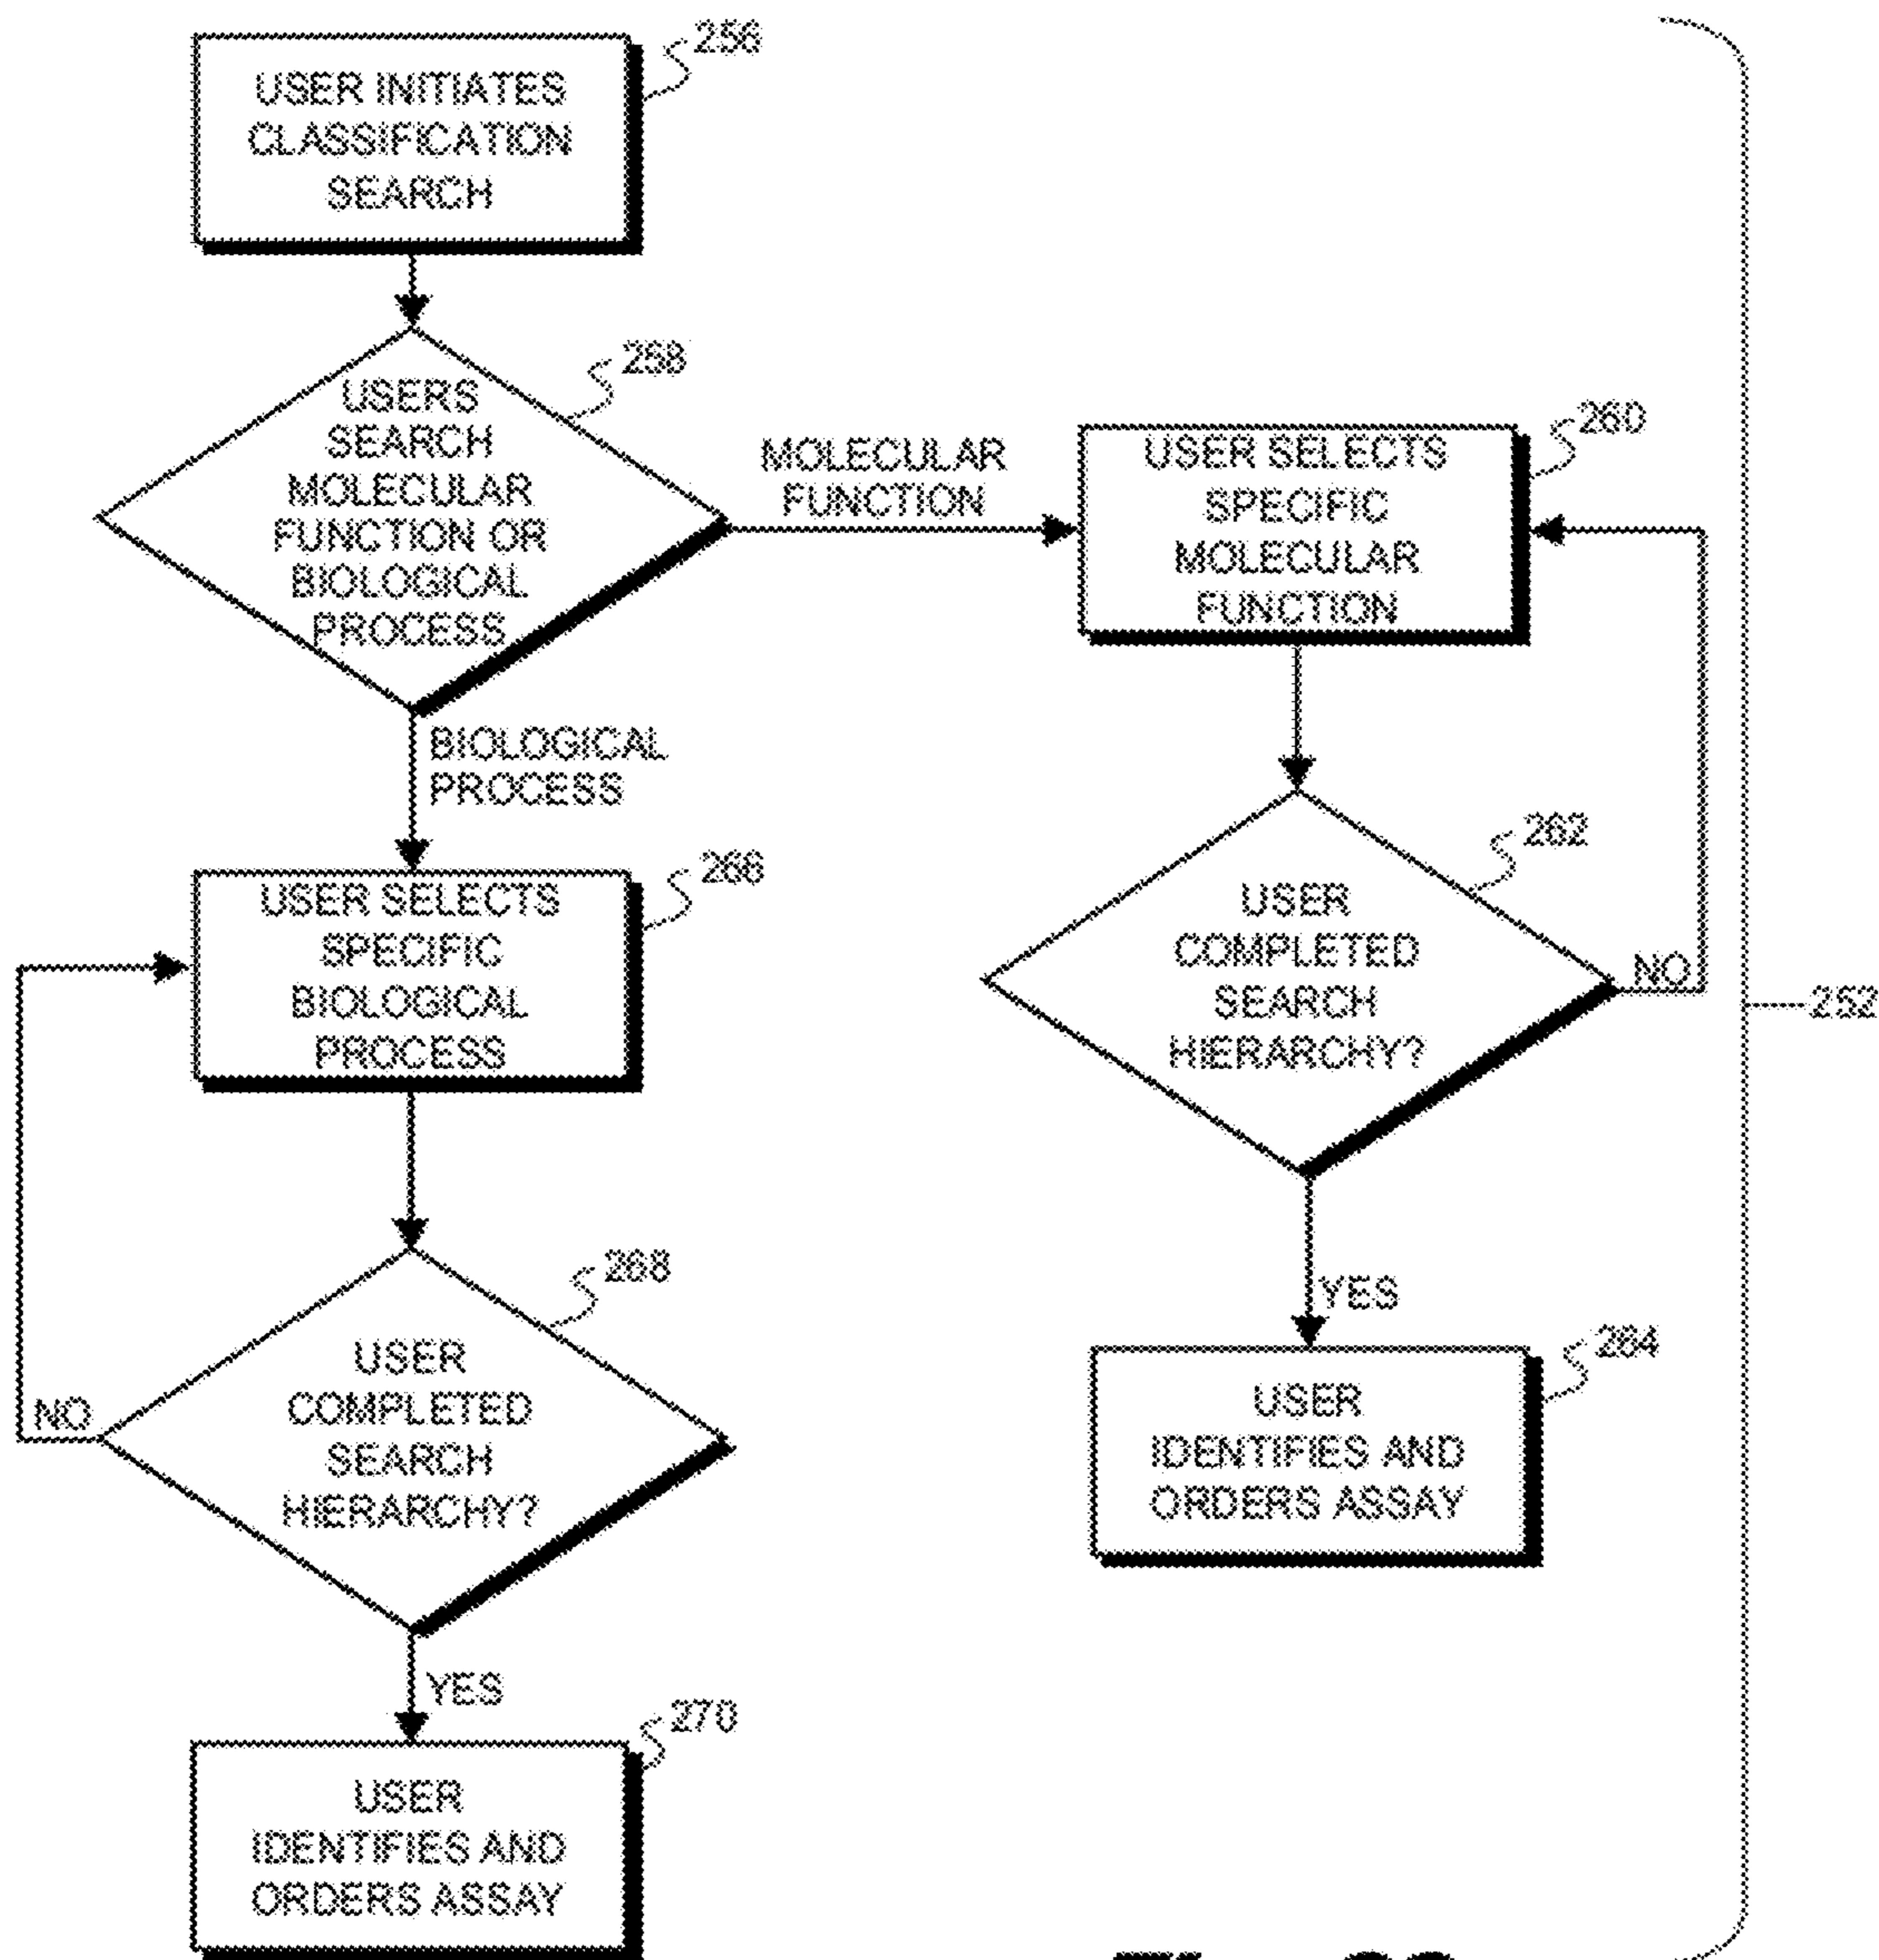 256
USER INITIATES
CLASSIFICATION
SEARCH
258
USERS
SEARCH
MOLECULAR
FUNCTION OR
BIOLOGICAL
PROCESS
MOLECULAR
FUNCTION
260
USER SELECTS
SPECIFIC
MOLECULAR
FUNCTION
BIOLOGICAL
PROCESS
262
USER
COMPLETED
SEARCH
HIERARCHY?
NO
252
266
USER SELECTS
SPECIFIC
BIOLOGICAL
PROCESS
268
USER
COMPLETED
SEARCH
HIERARCHY?
NO
YES
264
USER
IDENTIFIES AND
ORDERS ASSAY
YES
270
USER
IDENTIFIES AND
ORDERS ASSAY